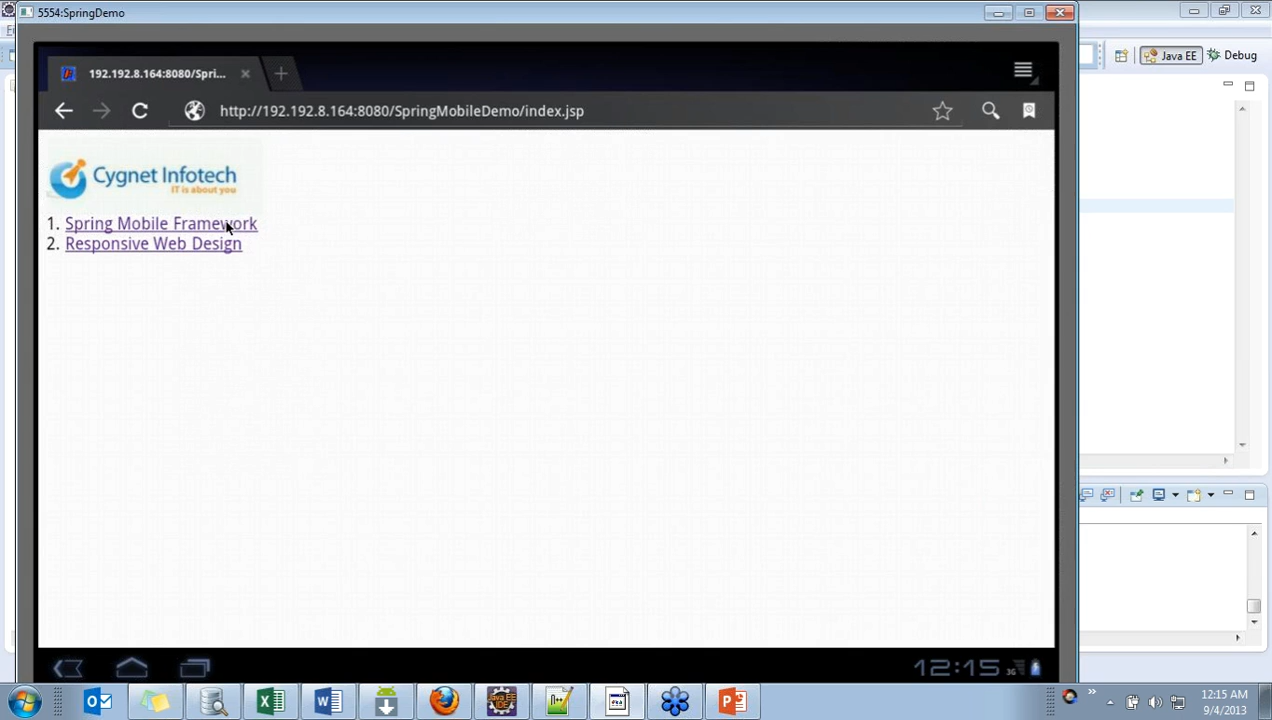 5554:SpringDemo
192.192.8.164:8080/Spri...
Java EE
Debug
http://192.192.8.164:8080/SpringMobileDemo/index.jsp
Cygnet Infotech
IT is about you
1. Spring Mobile Framework
2. Responsive Web Design
12:15
3G
12:15 AM
9/4/2013